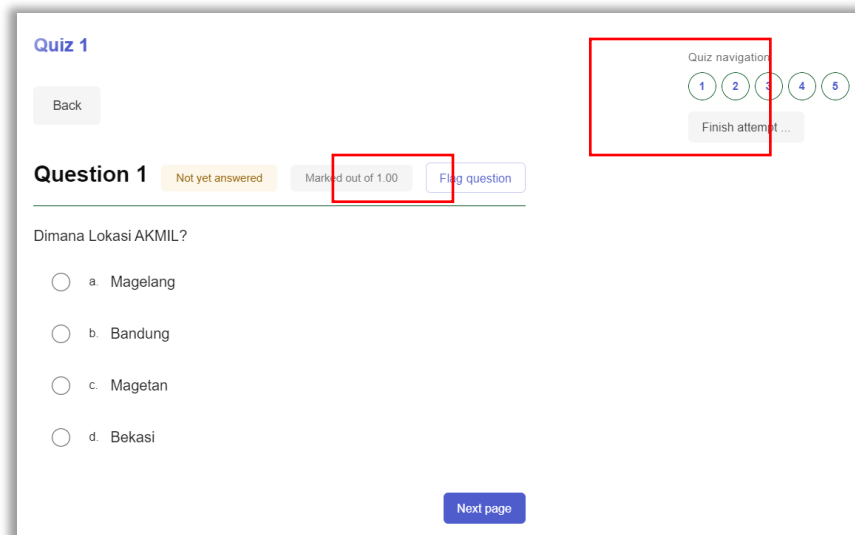 Quiz 1
Quiz navigation
1 2 3 4 5
Finish attempt ...
Back
Question 1 Not yet answered Marked out of 1.00 Flag question
Dimana Lokasi AKMIL?
a. Magelang
b. Bandung
c. Magetan
d. Bekasi
Next page